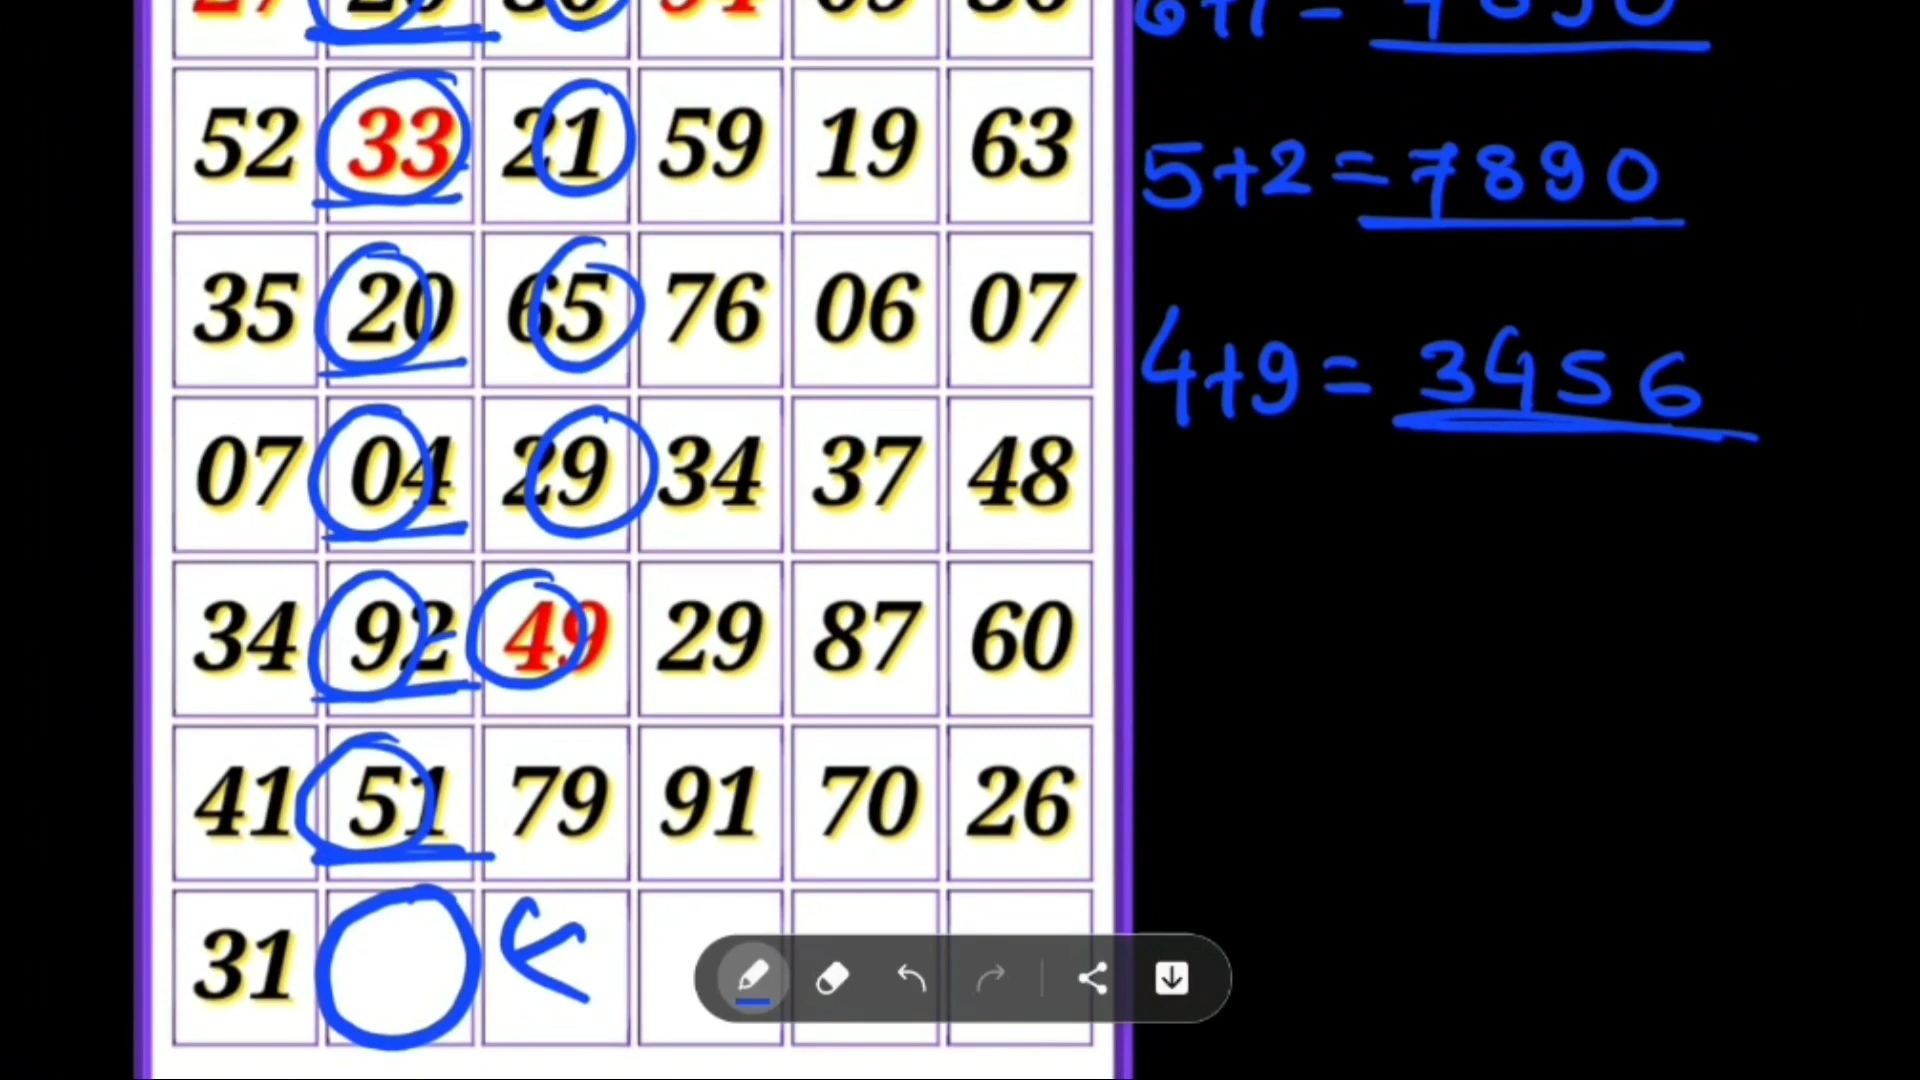 52 33 21 59 19 63
5+2=7890
35 20 65 76 06 07
4+9=3456
07 04 29 34 37 48
34 92 49 29 87 60
41 51 79 91 70 26
31